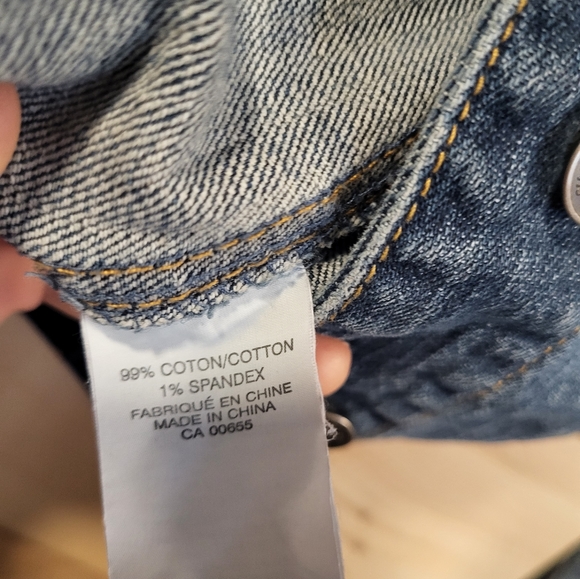 99% COTON/COTTON
1% SPANDEX
FABRIQUÉ EN CHINE
MADE IN CHINA
CA 00655